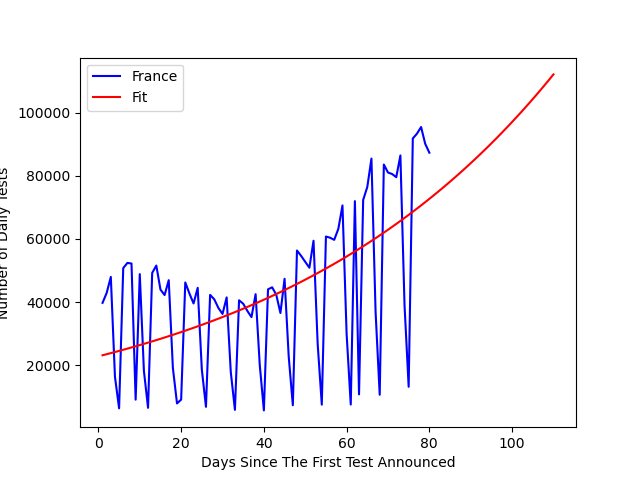 France
Fit
100000
80000
60000
40000
20000
Number of Daily Tests
0 20 40 60 80 100
Days Since The First Test Announced